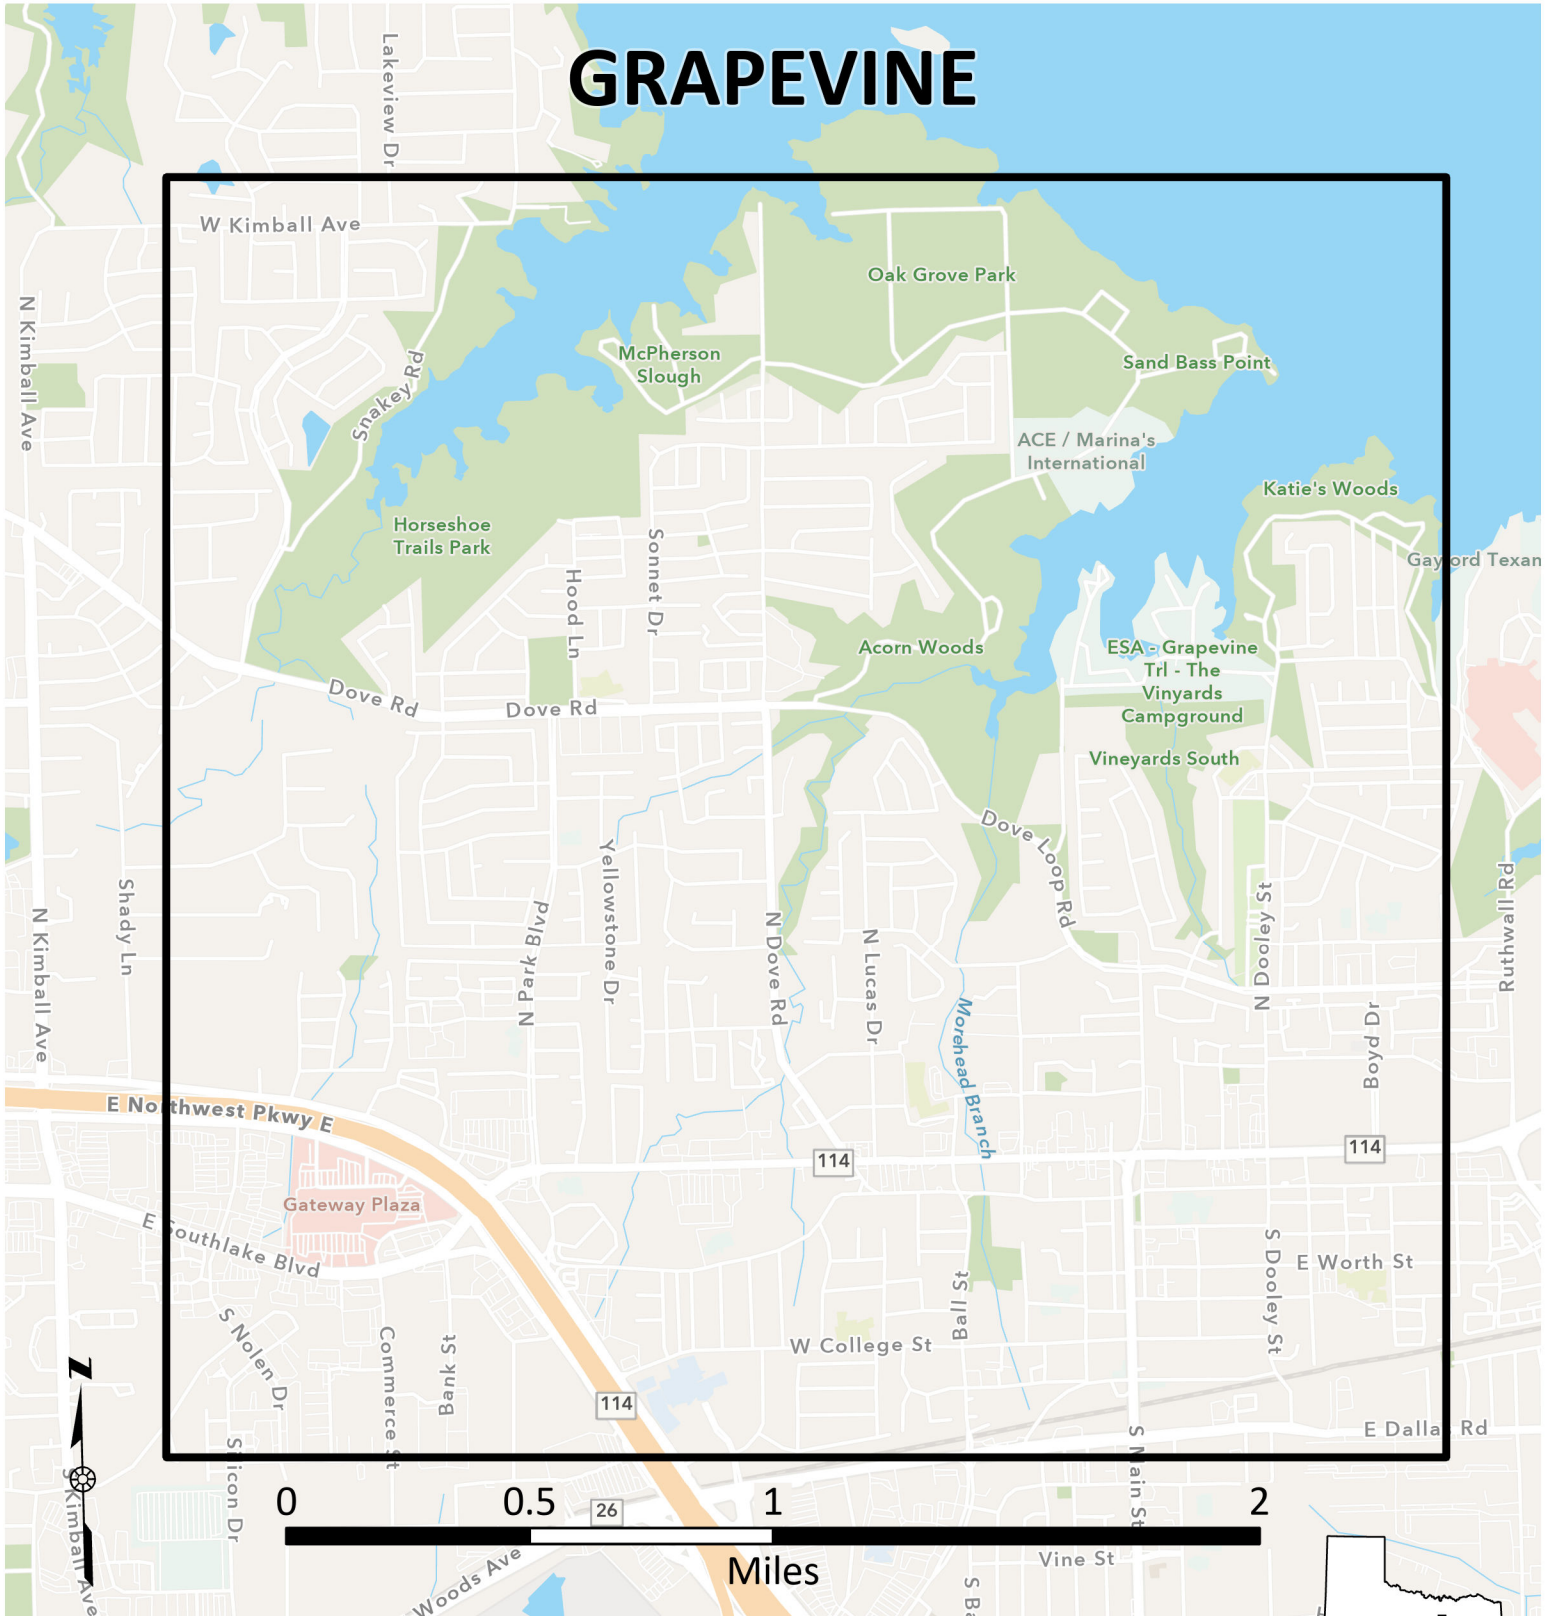 GRAPEVINE
Lakeview Dr
W Kimball Ave
N Kimball Ave
Oak Grove Park
McPherson
Slough
Sand Bass Point
Snakey Rd
ACE / Marina's
International
Katie's Woods
Horseshoe
Trails Park
Sonnet Dr
Hood Ln
Acorn Woods
ESA - Grapevine
Trl - The
Vinyards
Campground
Dove Rd
Dove Rd
Vineyards South
Dove Loop Rd
Yellowstone Dr
Shady Ln
N Kimball Ave
N Park Blvd
N Dove Rd
N Lucas Dr
N Dooley St
Ruthwall Rd
Morehead Branch
Boyd Dr
E Northwest Pkwy E
114
114
Gateway Plaza
E Southlake Blvd
S Dooley St
E Worth St
Ball St
S Nolen Dr
Commerce St
Bank St
W College St
N
114
E Dallas Rd
S Main St
Silicon Dr
S Kimball Ave
0
0.5
1
2
26
Miles
Woods Ave
Vine St